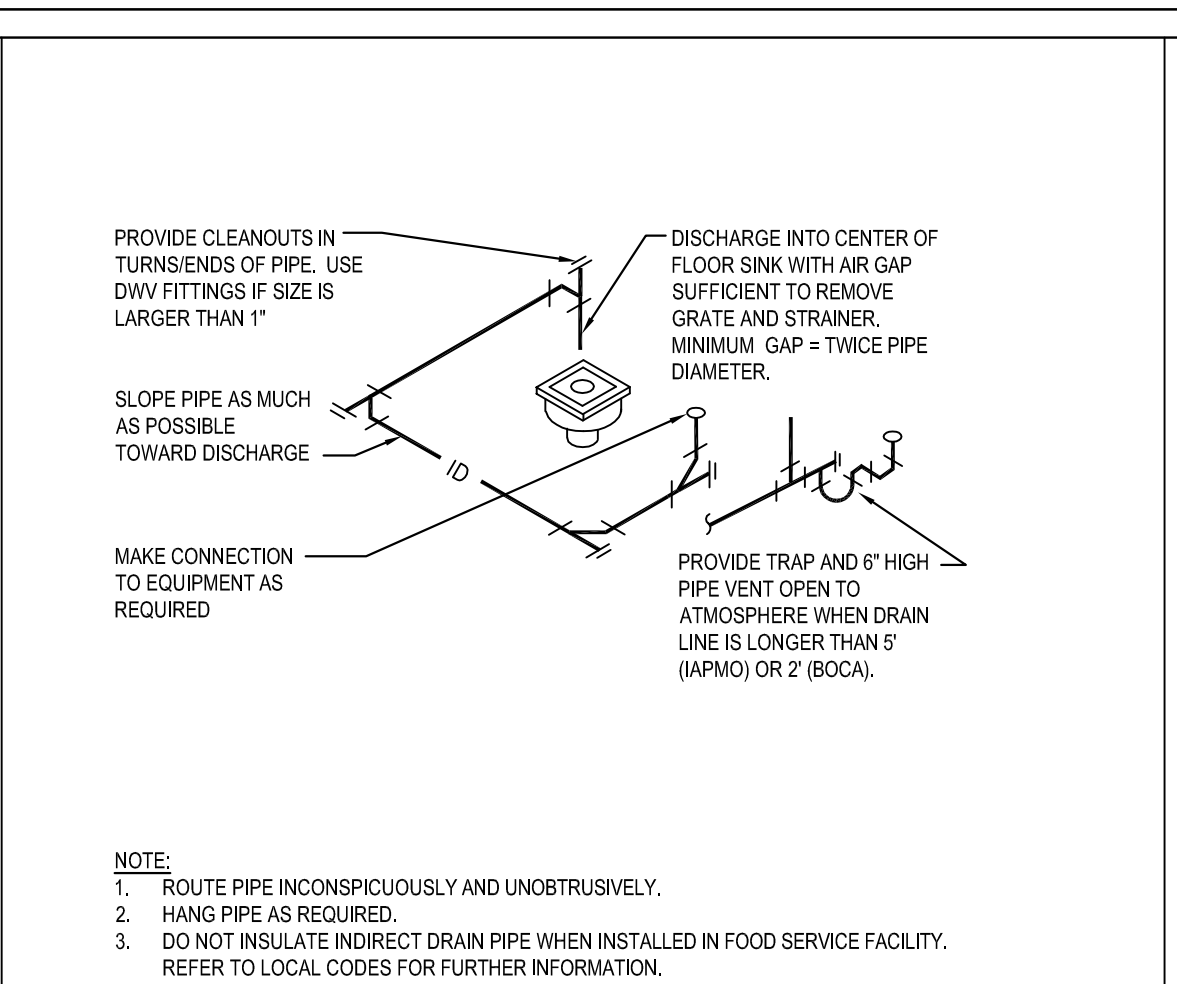 PROVIDE CLEANOUTS IN
TURNS/ENDS OF PIPE. USE
DWV FITTINGS IF SIZE IS
LARGER THAN 1"
DISCHARGE INTO CENTER OF
FLOOR SINK WITH AIR GAP
SUFFICIENT TO REMOVE
GRATE AND STRAINER.
MINIMUM GAP = TWICE PIPE
DIAMETER.
SLOPE PIPE AS MUCH
AS POSSIBLE
TOWARD DISCHARGE
ID
MAKE CONNECTION
TO EQUIPMENT AS
REQUIRED
PROVIDE TRAP AND 6" HIGH
PIPE VENT OPEN TO
ATMOSPHERE WHEN DRAIN
LINE IS LONGER THAN 5'
(IAPMO) OR 2' (BOCA).
NOTE:
1. ROUTE PIPE INCONSPICUOUSLY AND UNOBTRUSIVELY.
2. HANG PIPE AS REQUIRED.
3. DO NOT INSULATE INDIRECT DRAIN PIPE WHEN INSTALLED IN FOOD SERVICE FACILITY.
REFER TO LOCAL CODES FOR FURTHER INFORMATION.